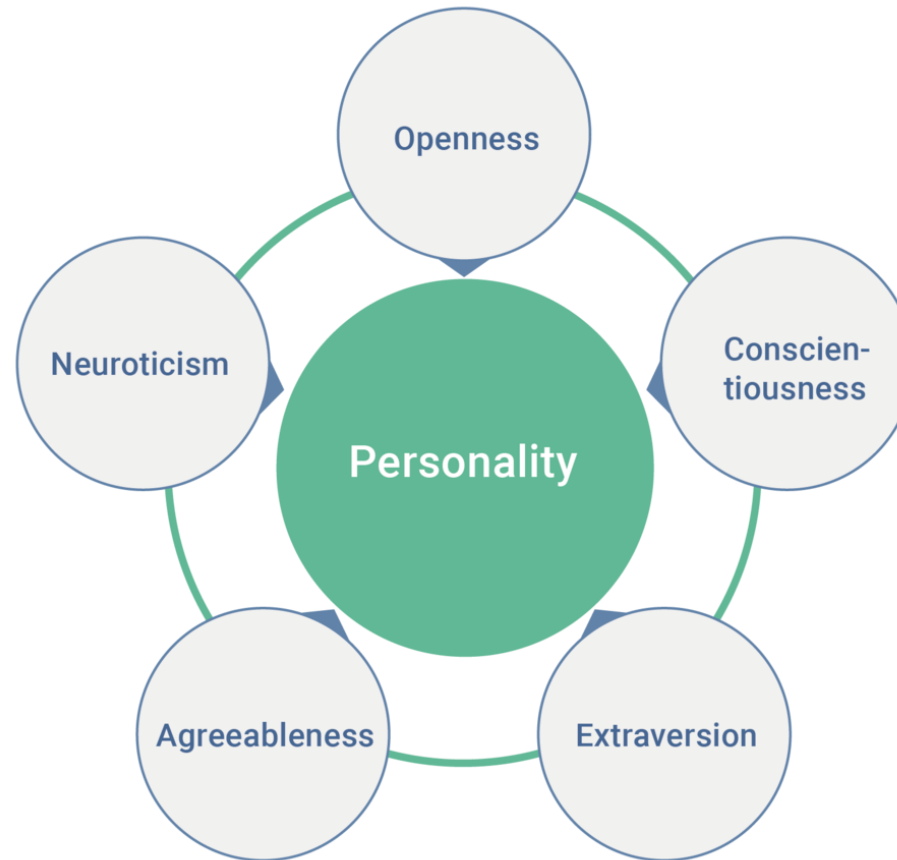 Openness
Neuroticism
Conscien-
tiousness
Personality
Agreeableness
Extraversion